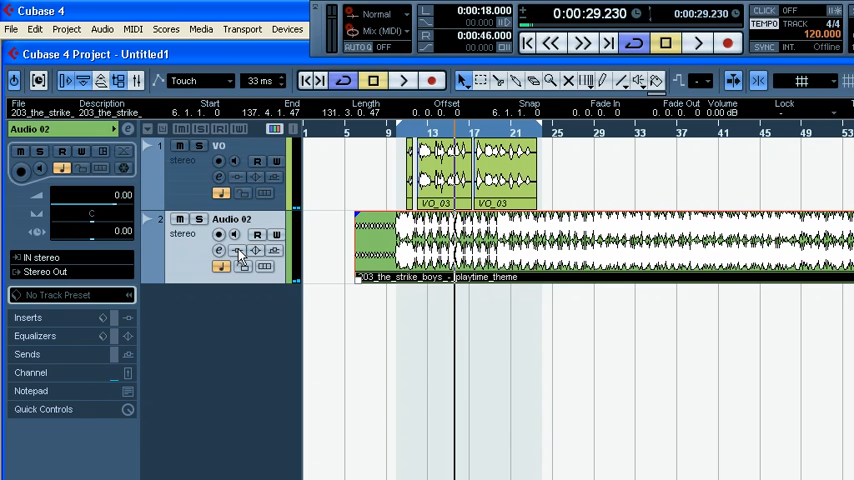 Cubase 4
File Edit Project Audio MIDI Scores Media Transport Devices
Normal
Mix (MIDI)
AUTO Q OFF
L 0:00:18.000
R 0:00:46.000
0:00:29.230 0:00:29.230
CLICK OFF
TEMPO TRACK 4/4
120.000
SYNC INT. Offline
Cubase 4 Project - Untitled1
Touch 33 ms
File Description Start End Length Offset Snap Fade In Fade Out Volume Lock
203_the_strike_ 203_the_strike_ 6. 1. 1. 0 137. 4. 1. 47 131. 3. 0. 47 0. 0. 0. 0 6. 1. 1. 0 0. 0. 0. 0 0. 0. 0. 0 0.00 dB
Audio 02
1 5 9 13 17 21 25 29 33 37 41 45 49 53
1 VO
stereo
M S R W
VO_03 VO_03
0.00
C
0.00
2 M S Audio 02
stereo
R W
203_the_strike_boys_-_playtime_theme
IN stereo
Stereo Out
No Track Preset
Inserts
Equalizers
Sends
Channel
Notepad
Quick Controls